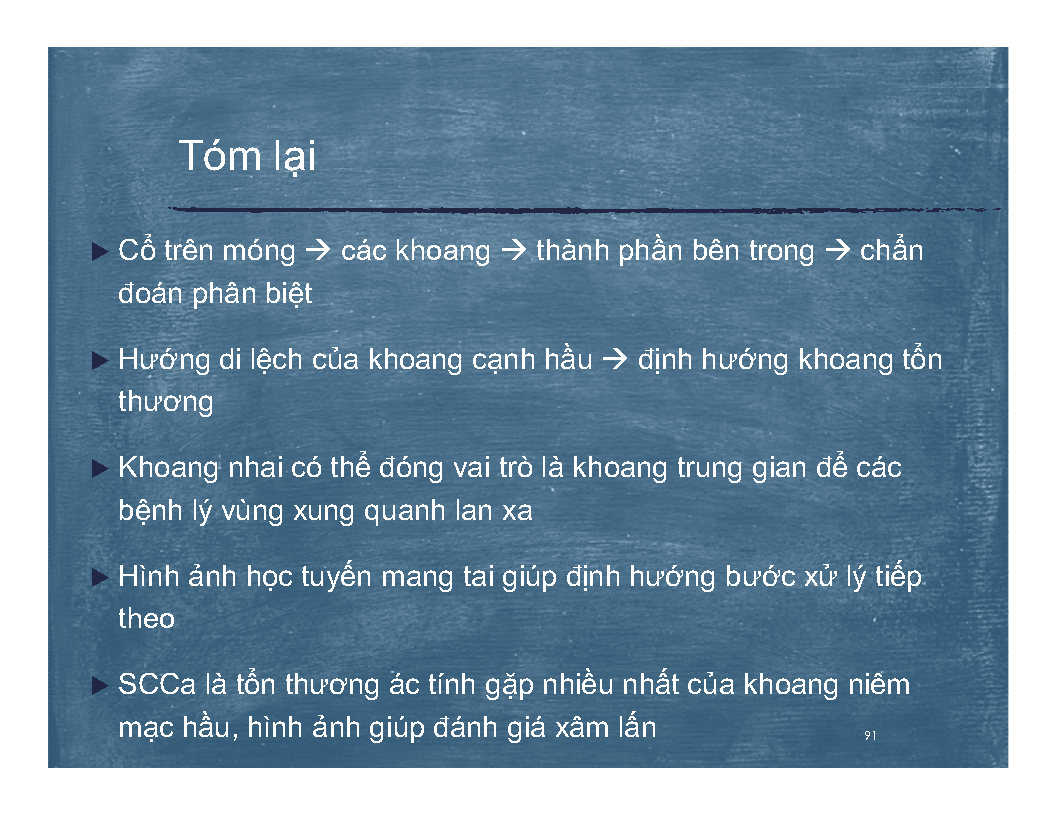 Tóm lại
▶ Cổ trên móng → các khoang → thành phần bên trong → chẩn
đoán phân biệt
▶ Hướng di lệch của khoang cạnh hầu → định hướng khoang tổn
thương
▶ Khoang nhai có thể đóng vai trò là khoang trung gian để các
bệnh lý vùng xung quanh lan xa
▶ Hình ảnh học tuyến mang tai giúp định hướng bước xử lý tiếp
theo
▶ SCCa là tổn thương ác tính gặp nhiều nhất của khoang niêm
mạc hầu, hình ảnh giúp đánh giá xâm lấn
91